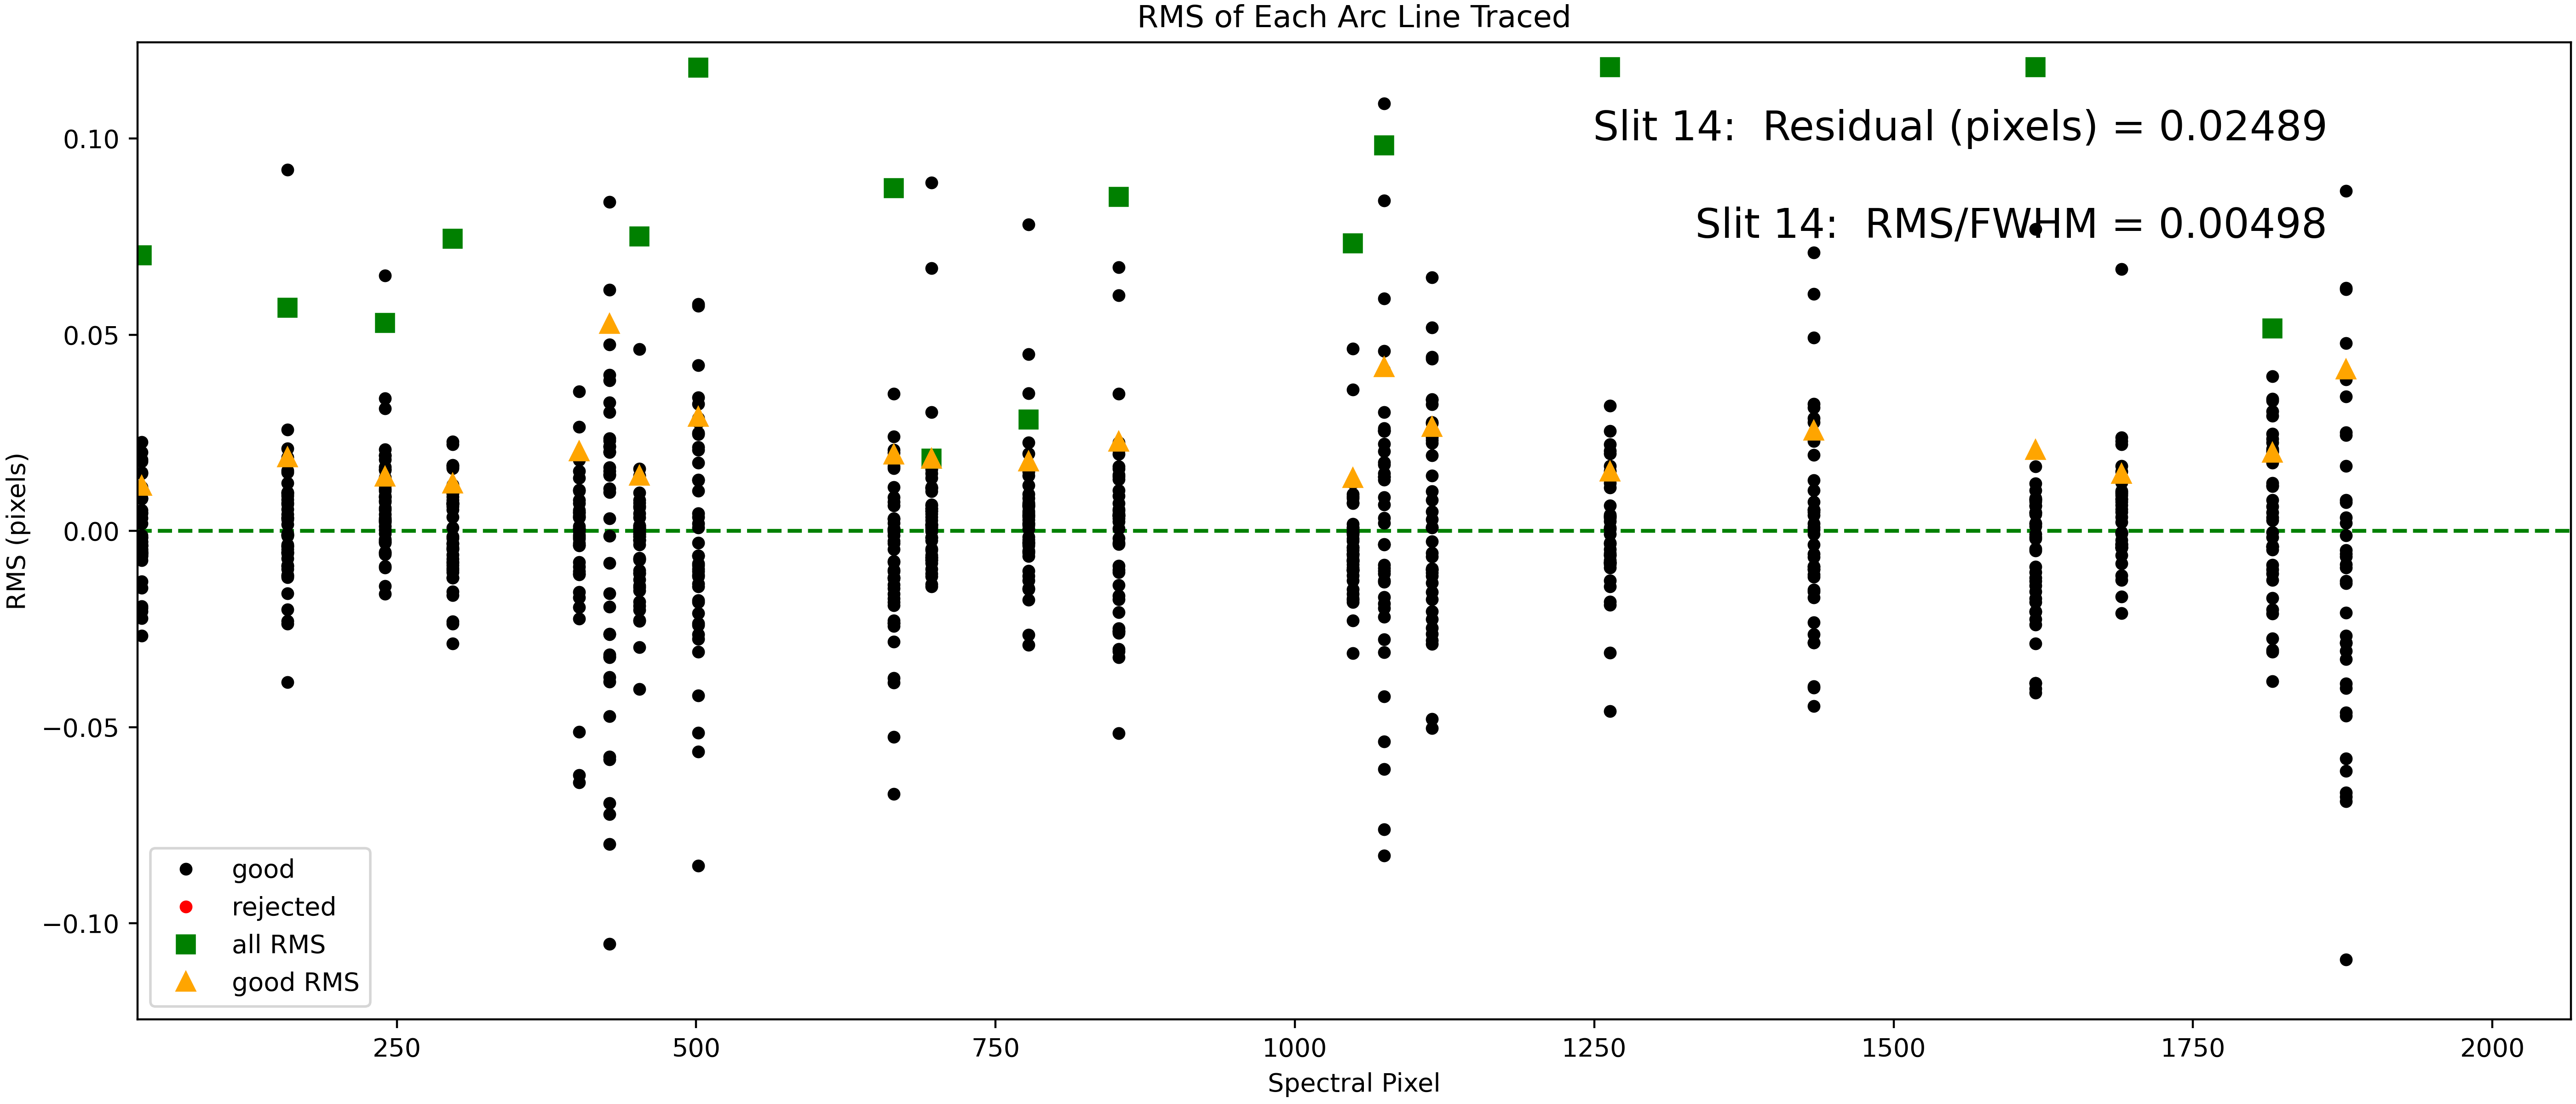 RMS of Each Arc Line Traced
Slit 14:  Residual (pixels) = 0.02489
Slit 14:  RMS/FWHM = 0.00498
RMS (pixels)
0.10
0.05
0.00
−0.05
−0.10
good
rejected
all RMS
good RMS
250
500
750
1000
1250
1500
1750
2000
Spectral Pixel